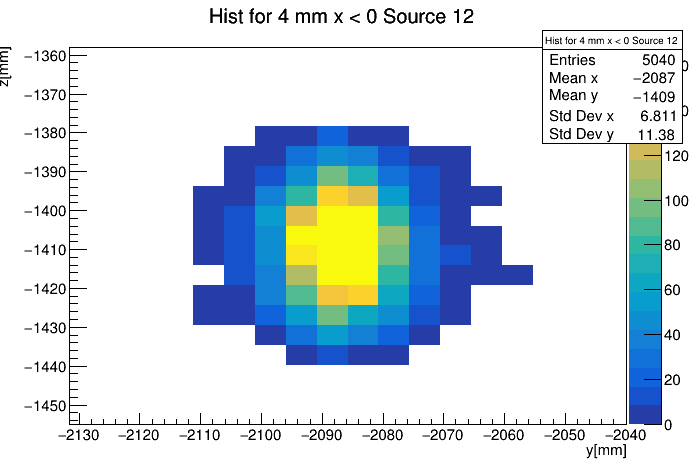 Hist for 4 mm x < 0 Source 12
Hist for 4 mm x < 0 Source 12
Entries 5040
Mean x −2087
Mean y −1409
Std Dev x 6.811
Std Dev y 11.38
z[mm]
−1360
−1370
−1380
−1390
−1400
−1410
−1420
−1430
−1440
−1450
0
0
120
100
80
60
40
20
0
−2130 −2120 −2110 −2100 −2090 −2080 −2070 −2060 −2050 −2040
y[mm]